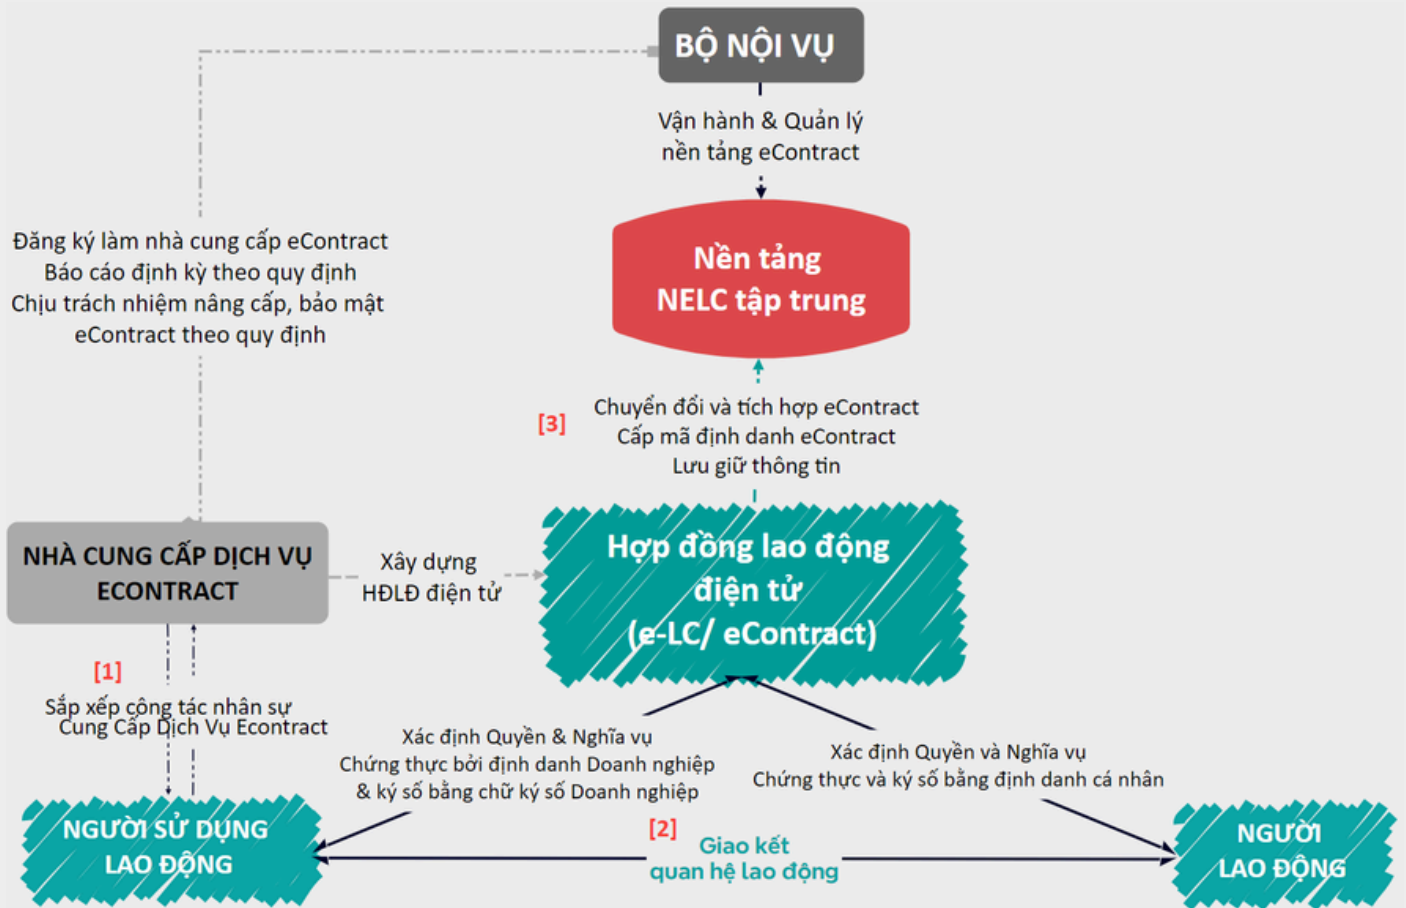 BỘ NỘI VỤ
Vận hành & Quản lý
nền tảng eContract
Đăng ký làm nhà cung cấp eContract
Báo cáo định kỳ theo quy định
Chịu trách nhiệm nâng cấp, bảo mật
eContract theo quy định
Nền tảng
NELC tập trung
[3]
Chuyển đổi và tích hợp eContract
Cấp mã định danh eContract
Lưu giữ thông tin
NHÀ CUNG CẤP DỊCH VỤ
ECONTRACT
Xây dựng
HĐLĐ điện tử
Hợp đồng lao động
điện tử
(e-LC/ eContract)
[1]
Sắp xếp công tác nhân sự
Cung Cấp Dịch Vụ Econtract
Xác định Quyền & Nghĩa vụ
Chứng thực bởi định danh Doanh nghiệp
& ký số bằng chữ ký số Doanh nghiệp
Xác định Quyền và Nghĩa vụ
Chứng thực và ký số bằng định danh cá nhân
NGƯỜI SỬ DỤNG
LAO ĐỘNG
[2]
Giao kết
quan hệ lao động
NGƯỜI
LAO ĐỘNG